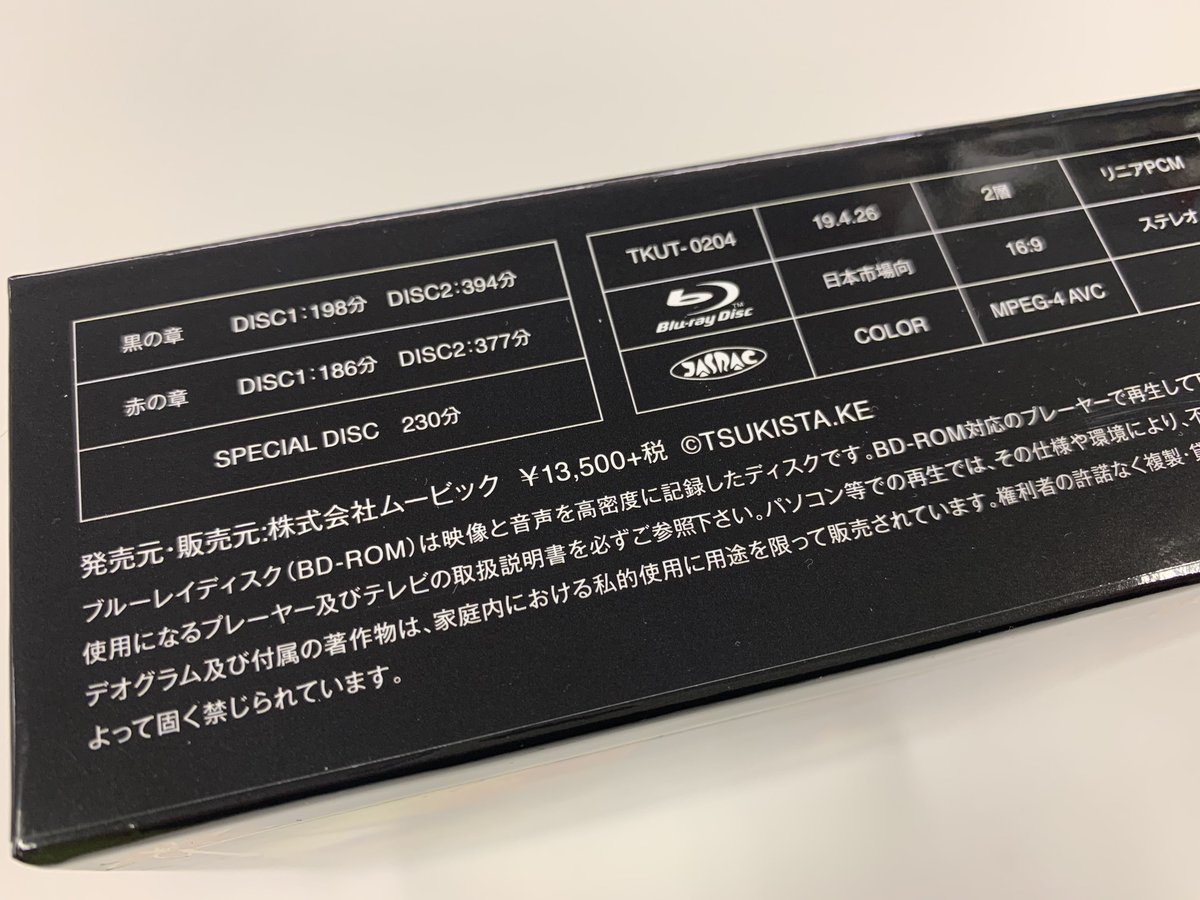 黒の章 DISC1:198分 DISC2:394分
赤の章 DISC1:186分 DISC2:377分
SPECIAL DISC 230分
TKUT-0204 19.4.26 2層 リニアPCM
Blu-ray Disc TM 日本市場向 16:9 ステレオ
JASRAC COLOR MPEG-4 AVC
発売元・販売元:株式会社ムービック ¥13,500+税 ©TSUKISTA.KE
ブルーレイディスク(BD-ROM)は映像と音声を高密度に記録したディスクです。BD-ROM対応のプレーヤーで再生して
使用になるプレーヤー及びテレビの取扱説明書を必ずご参照下さい。パソコン等での再生では、その仕様や環境により、
デオグラム及び付属の著作物は、家庭内における私的使用に用途を限って販売されています。権利者の許諾なく複製・
よって固く禁じられています。